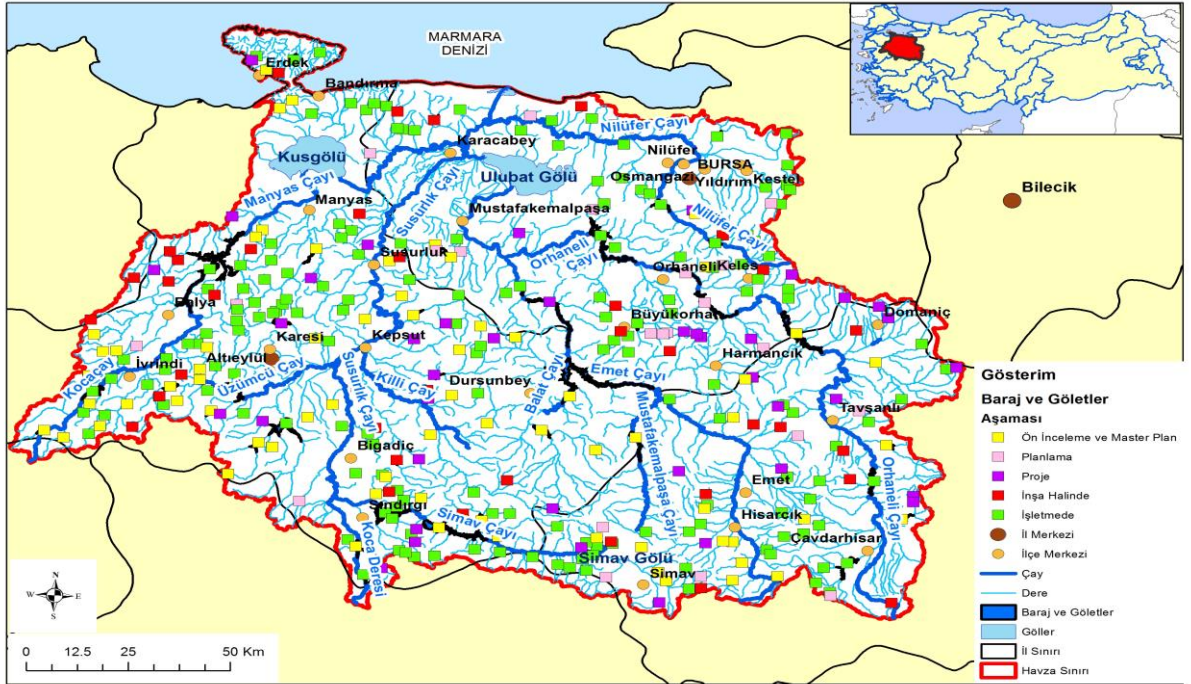 MARMARA
DENİZİ
Erdek
Bandırma
Karacabey
Nilüfer Çayı
Nilüfer
BURSA
Osmangazi
Yıldırım
Kestel
Kusgölü
Ulubat Gölü
Manyas Çayı
Manyas
Susurluk Çayı
Mustafakemalpaşa
Nilüfer Çayı
Bilecik
Orhaneli
Çayı
Susurluk
Orhaneli
Keles
Balya
Karesi
Kepsut
Büyükorhan
Domaniç
İvrindi
Altıeylül
Harmancık
Kocaçay
Üzümcü Çay
Susurluk Çayı
Killi Çay
Dursunbey
Balat Çayı
Emet Çayı
Mustafakemalpaşa Çayı
Tavşanlı
Bigadiç
Orhaneli Çayı
Emet
Sındırgı
Simav Çayı
Hisarcık
Koca Deresi
Çavdarhisar
Simav Gölü
Simav
N
W E
S
0 12.5 25 50 Km
Gösterim
Baraj ve Göletler
Aşaması
Ön İnceleme ve Master Plan
Planlama
Proje
İnşa Halinde
İşletmede
İl Merkezi
İlçe Merkezi
Çay
Dere
Baraj ve Göletler
Göller
İl Sınırı
Havza Sınırı